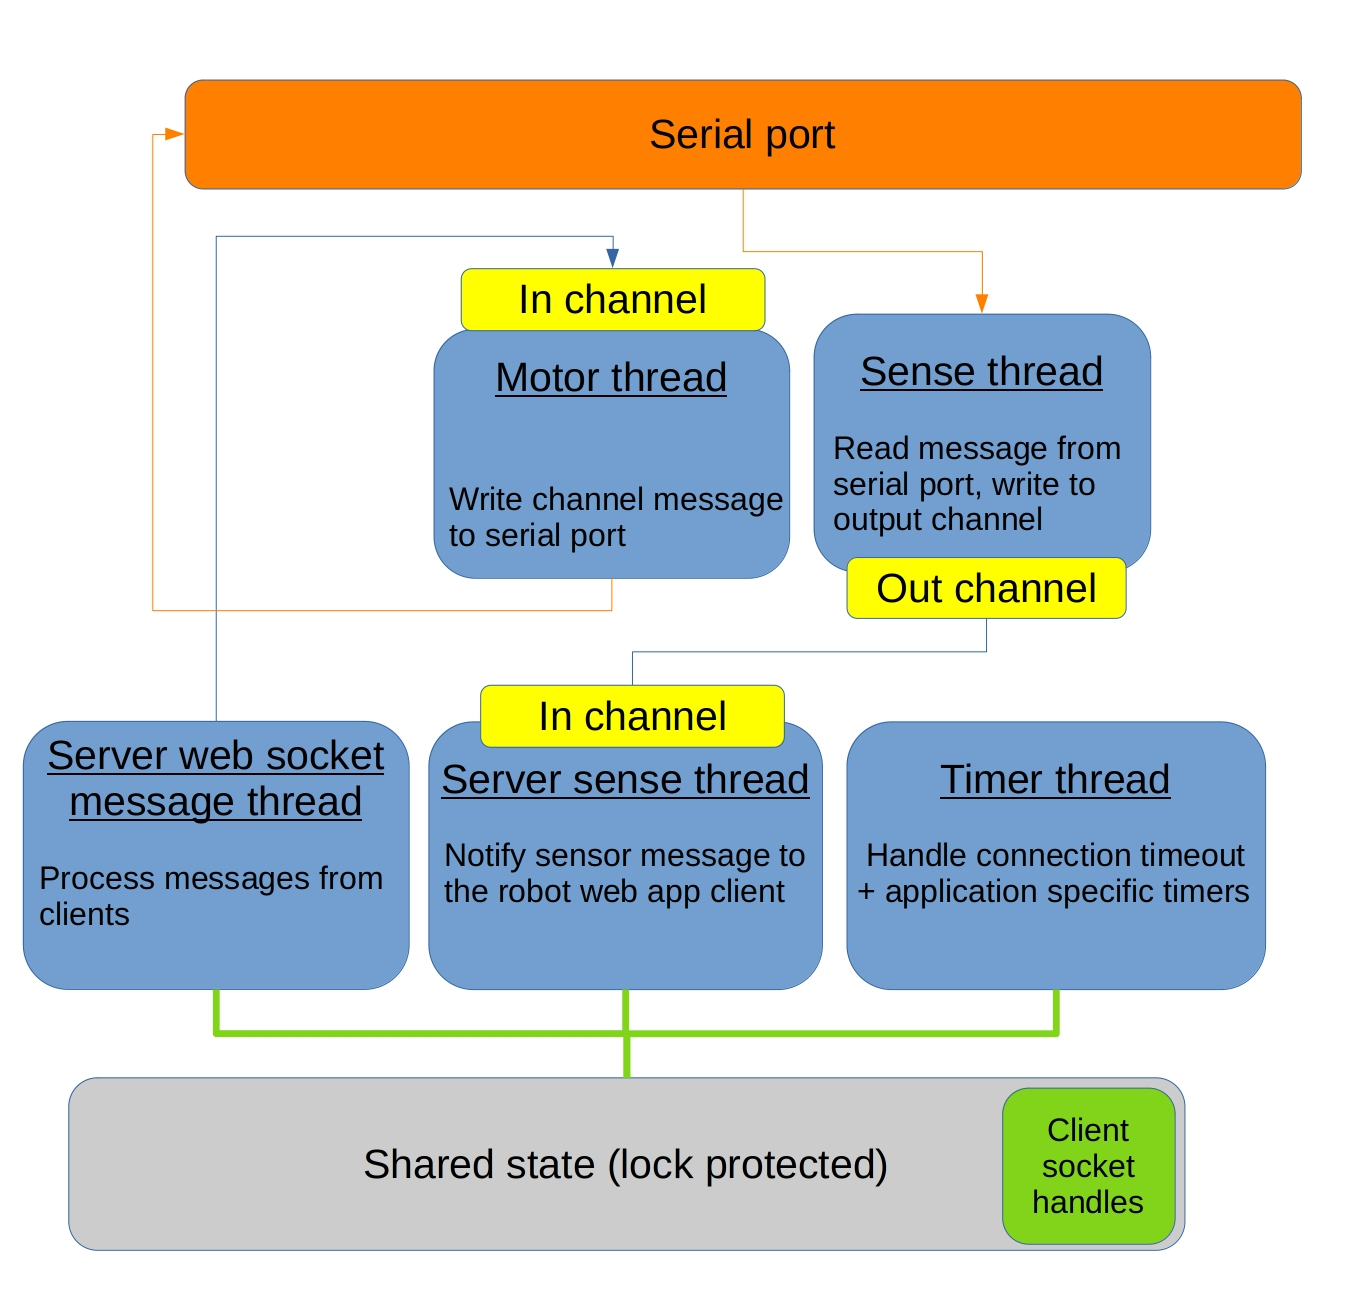 Serial port
In channel
Motor thread
Write channel message
to serial port
Sense thread
Read message from
serial port, write to
output channel
Out channel
Server web socket
message thread
Process messages from
clients
In channel
Server sense thread
Notify sensor message to
the robot web app client
Timer thread
Handle connection timeout
+ application specific timers
Shared state (lock protected)
Client
socket
handles